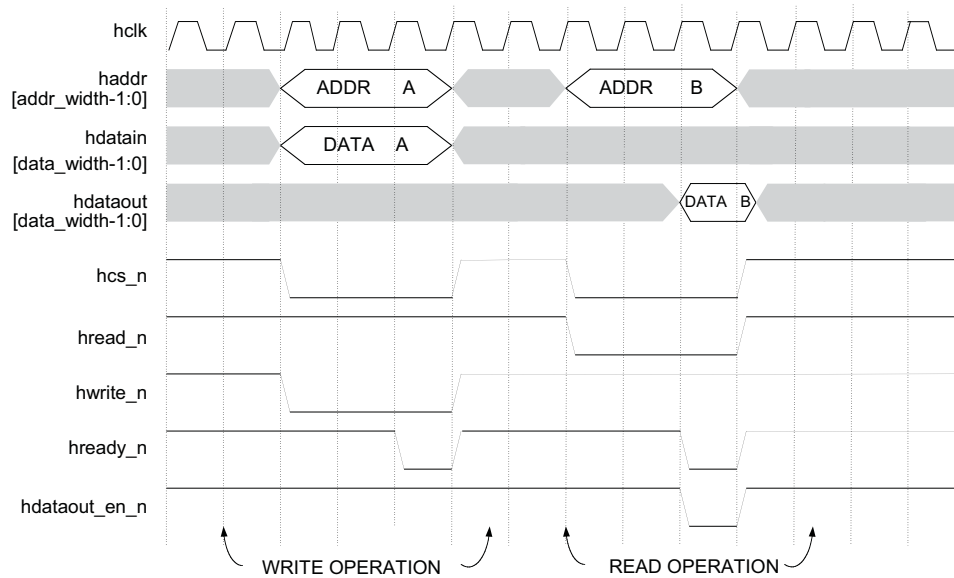 hclk
haddr
[addr_width-1:0]
ADDR A
ADDR B
hdatain
[data_width-1:0]
DATA A
hdataout
[data_width-1:0]
DATA B
hcs_n
hread_n
hwrite_n
hready_n
hdataout_en_n
WRITE OPERATION
READ OPERATION